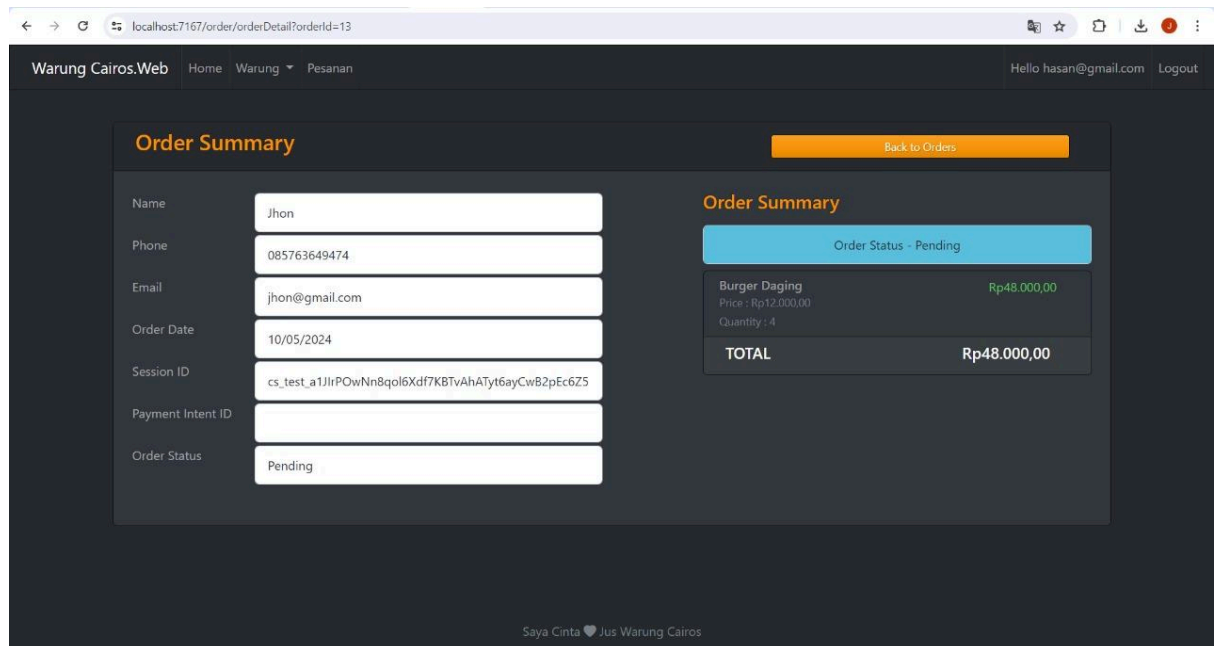 localhost:7167/order/orderDetail?orderId=13
Warung Cairos.Web Home Warung Pesanan Hello hasan@gmail.com Logout
Order Summary
Back to Orders
Name
Jhon
Phone
085763649474
Email
jhon@gmail.com
Order Date
10/05/2024
Session ID
cs_test_a1JIrPOwNn8qol6Xdf7KBTvAhATyt6ayCwB2pEc6Z5
Payment Intent ID
Order Status
Pending
Order Summary
Order Status - Pending
Burger Daging Rp48.000,00
Price : Rp12.000,00
Quantity : 4
TOTAL Rp48.000,00
Saya Cinta Jus Warung Cairos